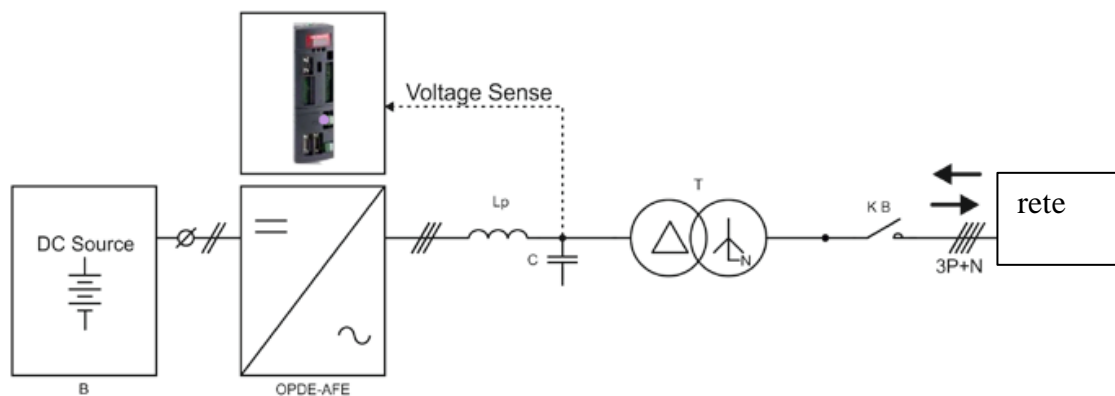 Voltage Sense
DC Source
B
OPDE-AFE
Lp
C
T
N
K B
3P+N
rete